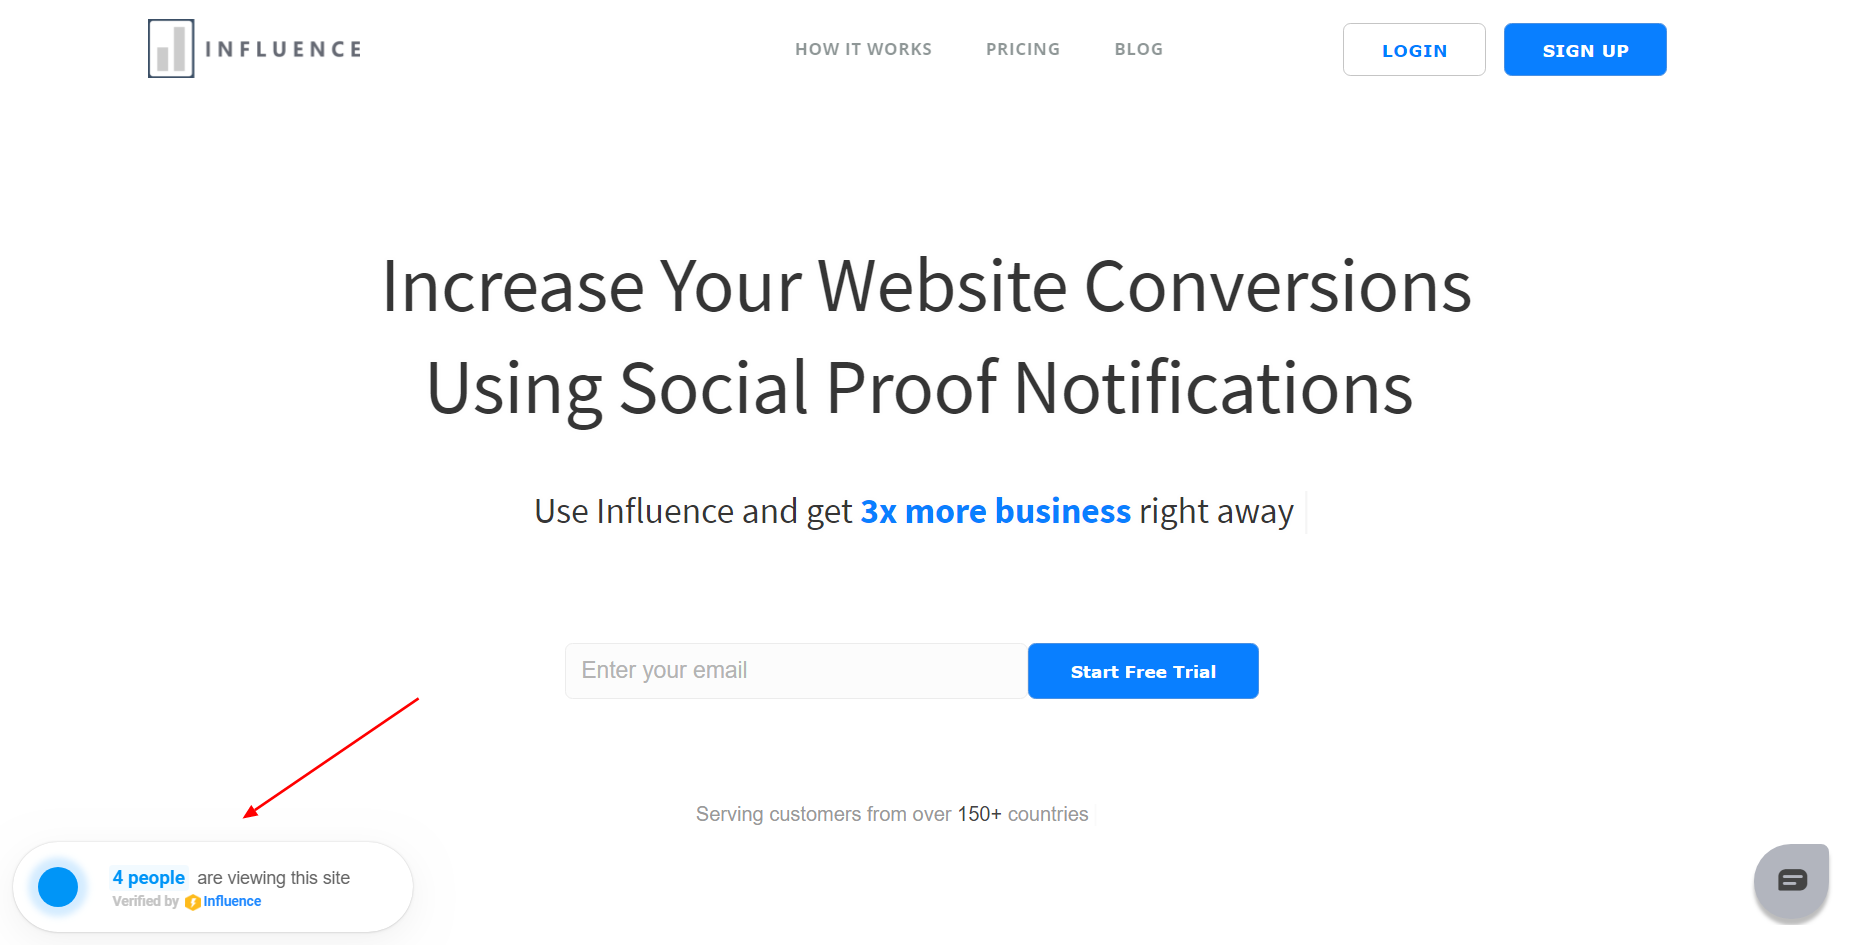 INFLUENCE
HOW IT WORKS
PRICING
BLOG
LOGIN
SIGN UP
Increase Your Website Conversions
Using Social Proof Notifications
Use Influence and get 3x more business right away
Enter your email
Start Free Trial
Serving customers from over 150+ countries
4 people are viewing this site
Verified by Influence